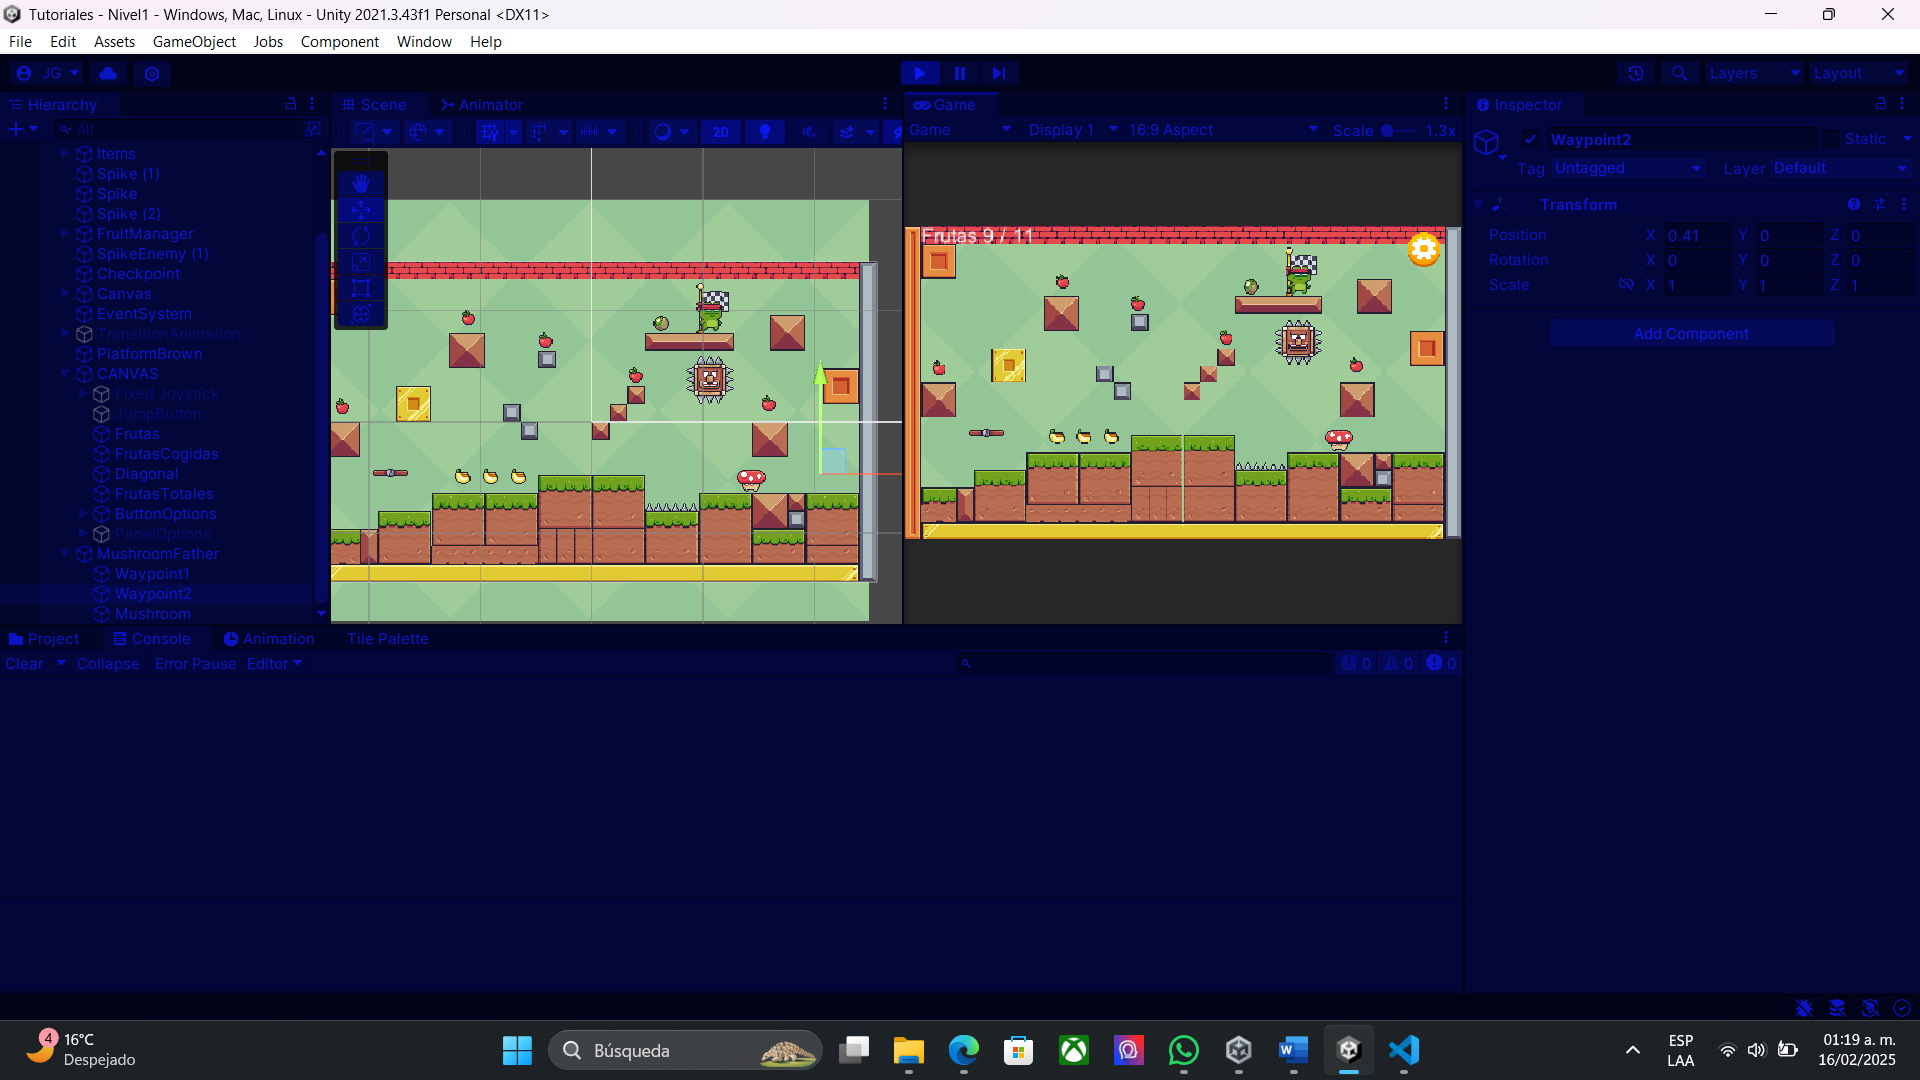 Tutoriales - Nivel1 - Windows, Mac, Linux - Unity 2021.3.43f1 Personal <DX11>
File Edit Assets GameObject Jobs Component Window Help
JG
Layers Layout
Hierarchy
All
Items
Spike (1)
Spike
Spike (2)
FruitManager
SpikeEnemy (1)
Checkpoint
Canvas
EventSystem
TransitionAnimation
PlatformBrown
CANVAS
Fixed Joystick
JumpButton
Frutas
FrutasCogidas
Diagonal
FrutasTotales
ButtonOptions
PanelOptions
MushroomFather
Waypoint1
Waypoint2
Mushroom
Scene Animator
2D
Game
Game Display 1 16:9 Aspect Scale 1.3x
Frutas 9 / 11
Inspector
Waypoint2 Static
Tag Untagged Layer Default
Transform
Position X 0.41 Y 0 Z 0
Rotation X 0 Y 0 Z 0
Scale X 1 Y 1 Z 1
Add Component
Project Console Animation Tile Palette
Clear Collapse Error Pause Editor
0 0 0
4
16°C
Despejado
Búsqueda
ESP
LAA
01:19 a. m.
16/02/2025